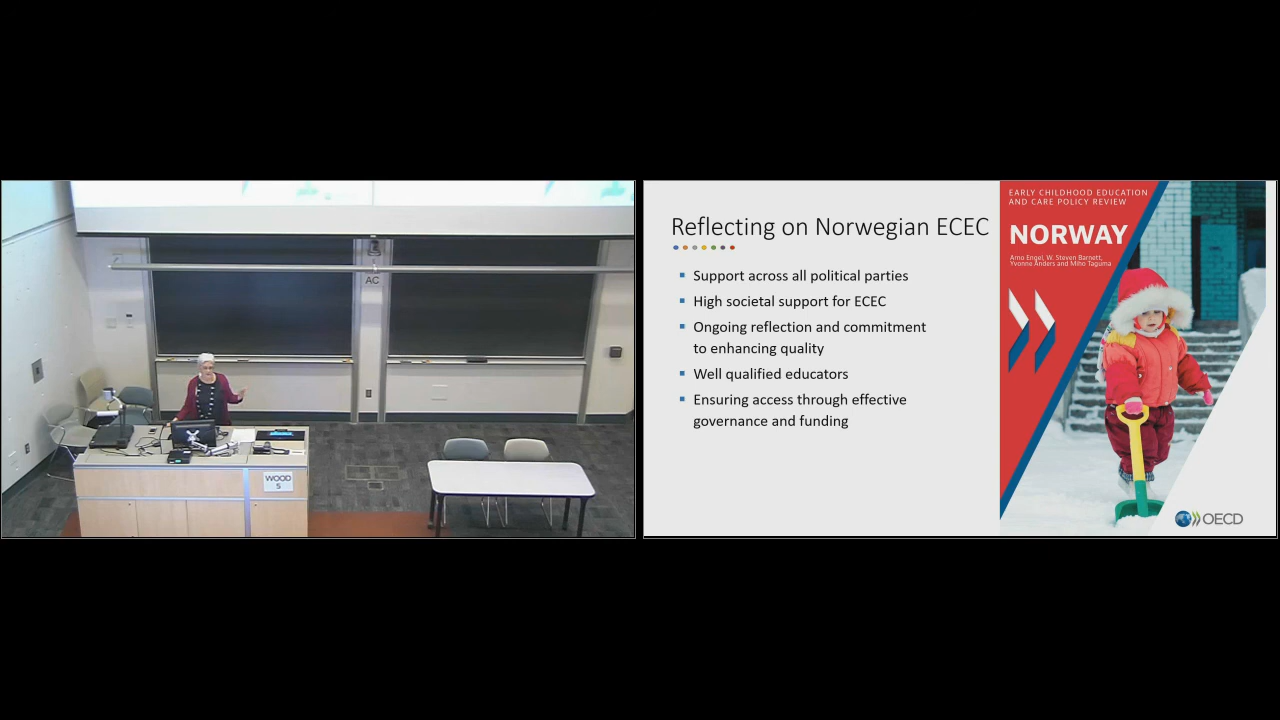 AC
WOOD
5
Reflecting on Norwegian ECEC
Support across all political parties
High societal support for ECEC
Ongoing reflection and commitment
to enhancing quality
Well qualified educators
Ensuring access through effective
governance and funding
EARLY CHILDHOOD EDUCATION
AND CARE POLICY REVIEW
NORWAY
Arno Engel, W. Steven Barnett,
Yvonne Anders and Miho Taguma
OECD